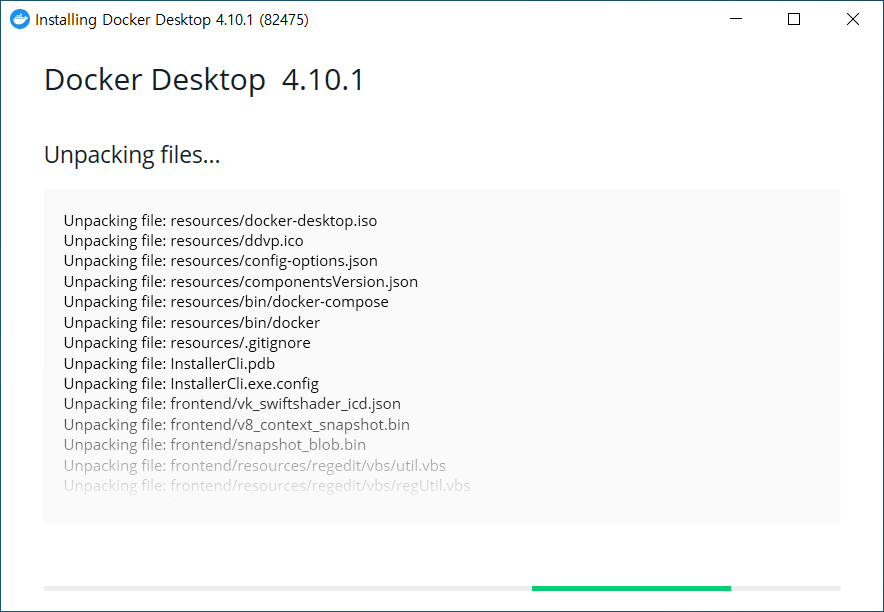 Installing Docker Desktop 4.10.1 (82475)
Docker Desktop 4.10.1
Unpacking files...
Unpacking file: resources/docker-desktop.iso
Unpacking file: resources/ddvp.ico
Unpacking file: resources/config-options.json
Unpacking file: resources/componentsVersion.json
Unpacking file: resources/bin/docker-compose
Unpacking file: resources/bin/docker
Unpacking file: resources/.gitignore
Unpacking file: InstallerCli.pdb
Unpacking file: InstallerCli.exe.config
Unpacking file: frontend/vk_swiftshader_icd.json
Unpacking file: frontend/v8_context_snapshot.bin
Unpacking file: frontend/snapshot_blob.bin
Unpacking file: frontend/resources/regedit/vbs/util.vbs
Unpacking file: frontend/resources/regedit/vbs/regUtil.vbs